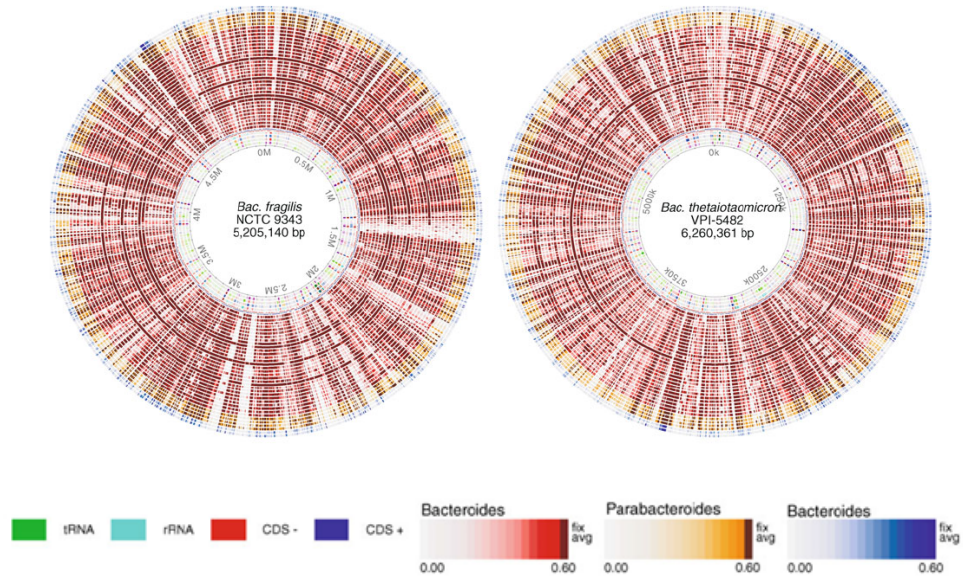 0M
0.5M
1M
1.5M
2M
2.5M
3M
3.5M
4M
4.5M
Bac. fragilis
NCTC 9343
5,205,140 bp
0k
1250k
2500k
3750k
5000k
Bac. thetaiotacmicron
VPI-5482
6,260,361 bp
tRNA
rRNA
CDS -
CDS +
Bacteroides
fix
avg
0.00 0.60
Parabacteroides
fix
avg
0.00 0.60
Bacteroides
fix
avg
0.00 0.60